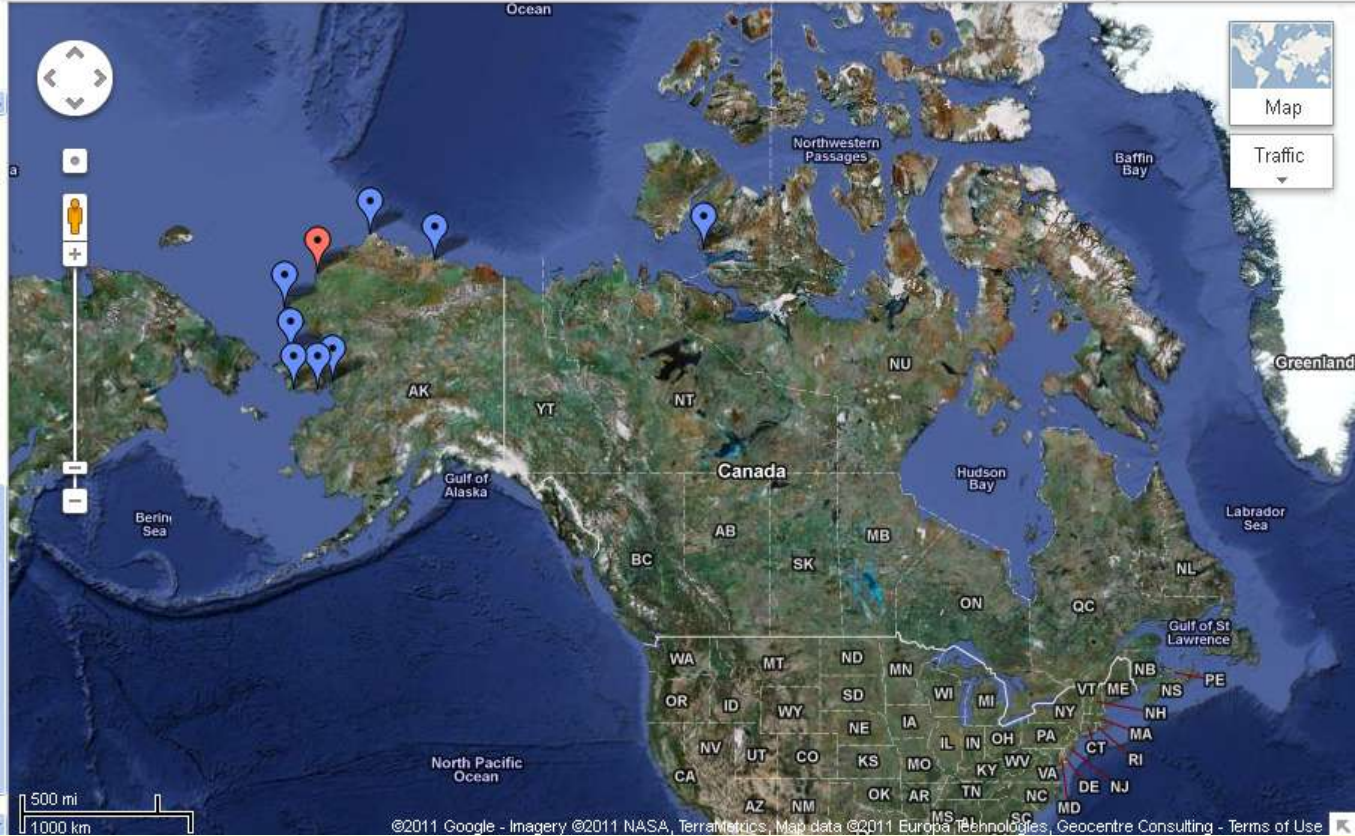 Ocean
Map
Traffic
a
Northwestern
Passages
Baffin
Bay
Greenland
AK
YT
NT
NU
Canada
Hudson
Bay
Gulf of
Alaska
Labrador
Sea
Bering
Sea
BC
AB
SK
MB
ON
QC
NL
Gulf of St
Lawrence
WA
MT
ND
MN
NB
PE
OR
ID
WY
SD
WI
MI
VT
ME
NS
NH
NY
MA
NE
IA
IL
IN
OH
PA
CT
RI
NV
UT
CO
KS
MO
KY
WV
VA
DE
NJ
MD
North Pacific
Ocean
CA
AZ
NM
OK
AR
TN
NC
MS
AL
SC
500 mi
1000 km
©2011 Google - Imagery ©2011 NASA, TerraMetrics, Map data ©2011 Europa Technologies, Geocentre Consulting - Terms of Use